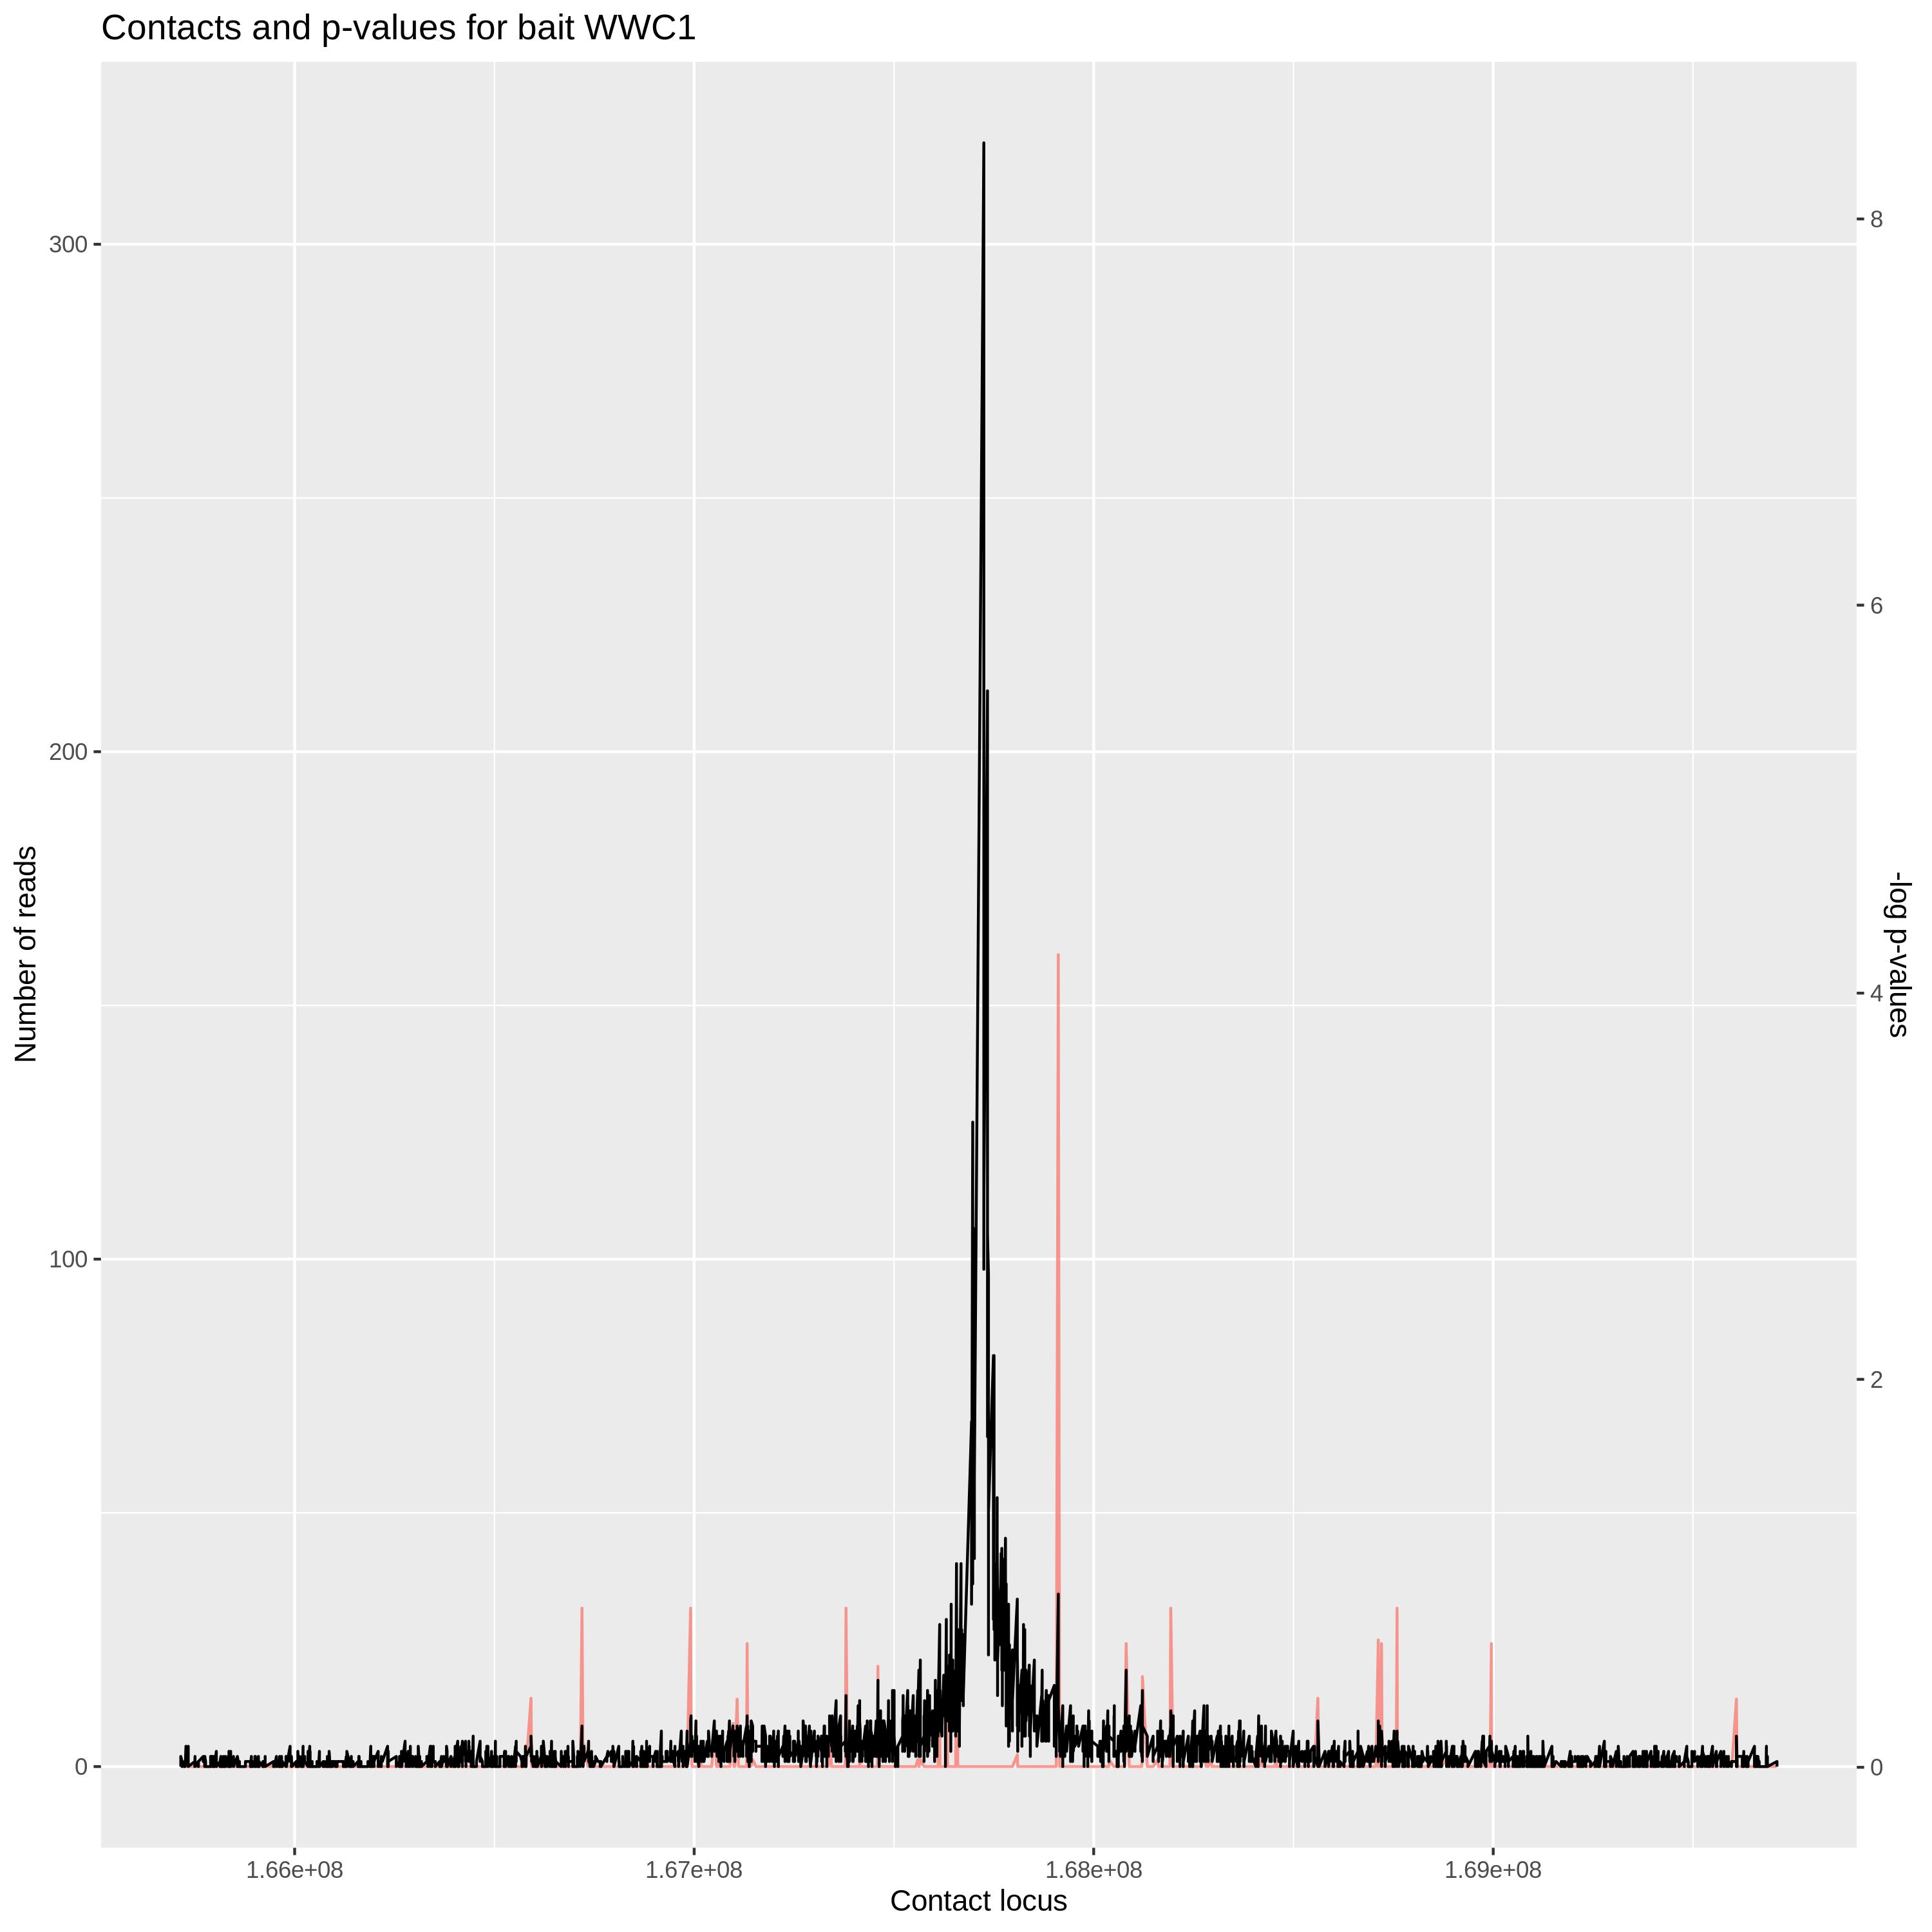 Contacts and p-values for bait WWC1
Number of reads
300
200
100
0
8
6
4
2
0
-log p-values
1.66e+08
1.67e+08
1.68e+08
1.69e+08
Contact locus